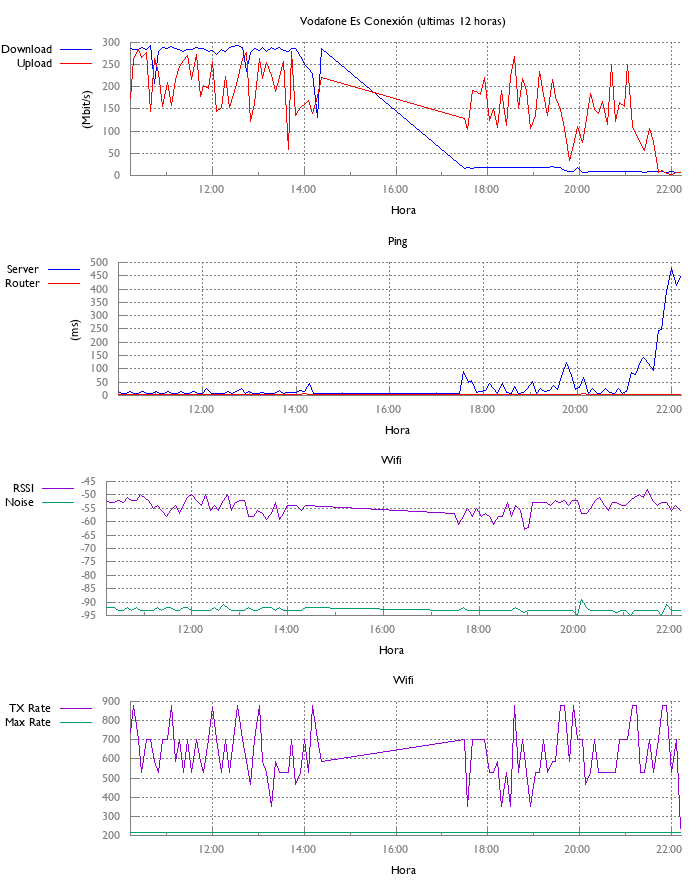 Vodafone Es Conexión (ultimas 12 horas)
Download
Upload
(Mbit/s)
300
250
200
150
100
50
0
12:00 14:00 16:00 18:00 20:00 22:00
Hora
Ping
Server
Router
(ms)
500
450
400
350
300
250
200
150
100
50
0
12:00 14:00 16:00 18:00 20:00 22:00
Hora
Wifi
RSSI
Noise
-45
-50
-55
-60
-65
-70
-75
-80
-85
-90
-95
12:00 14:00 16:00 18:00 20:00 22:00
Hora
Wifi
TX Rate
Max Rate
900
800
700
600
500
400
300
200
12:00 14:00 16:00 18:00 20:00 22:00
Hora